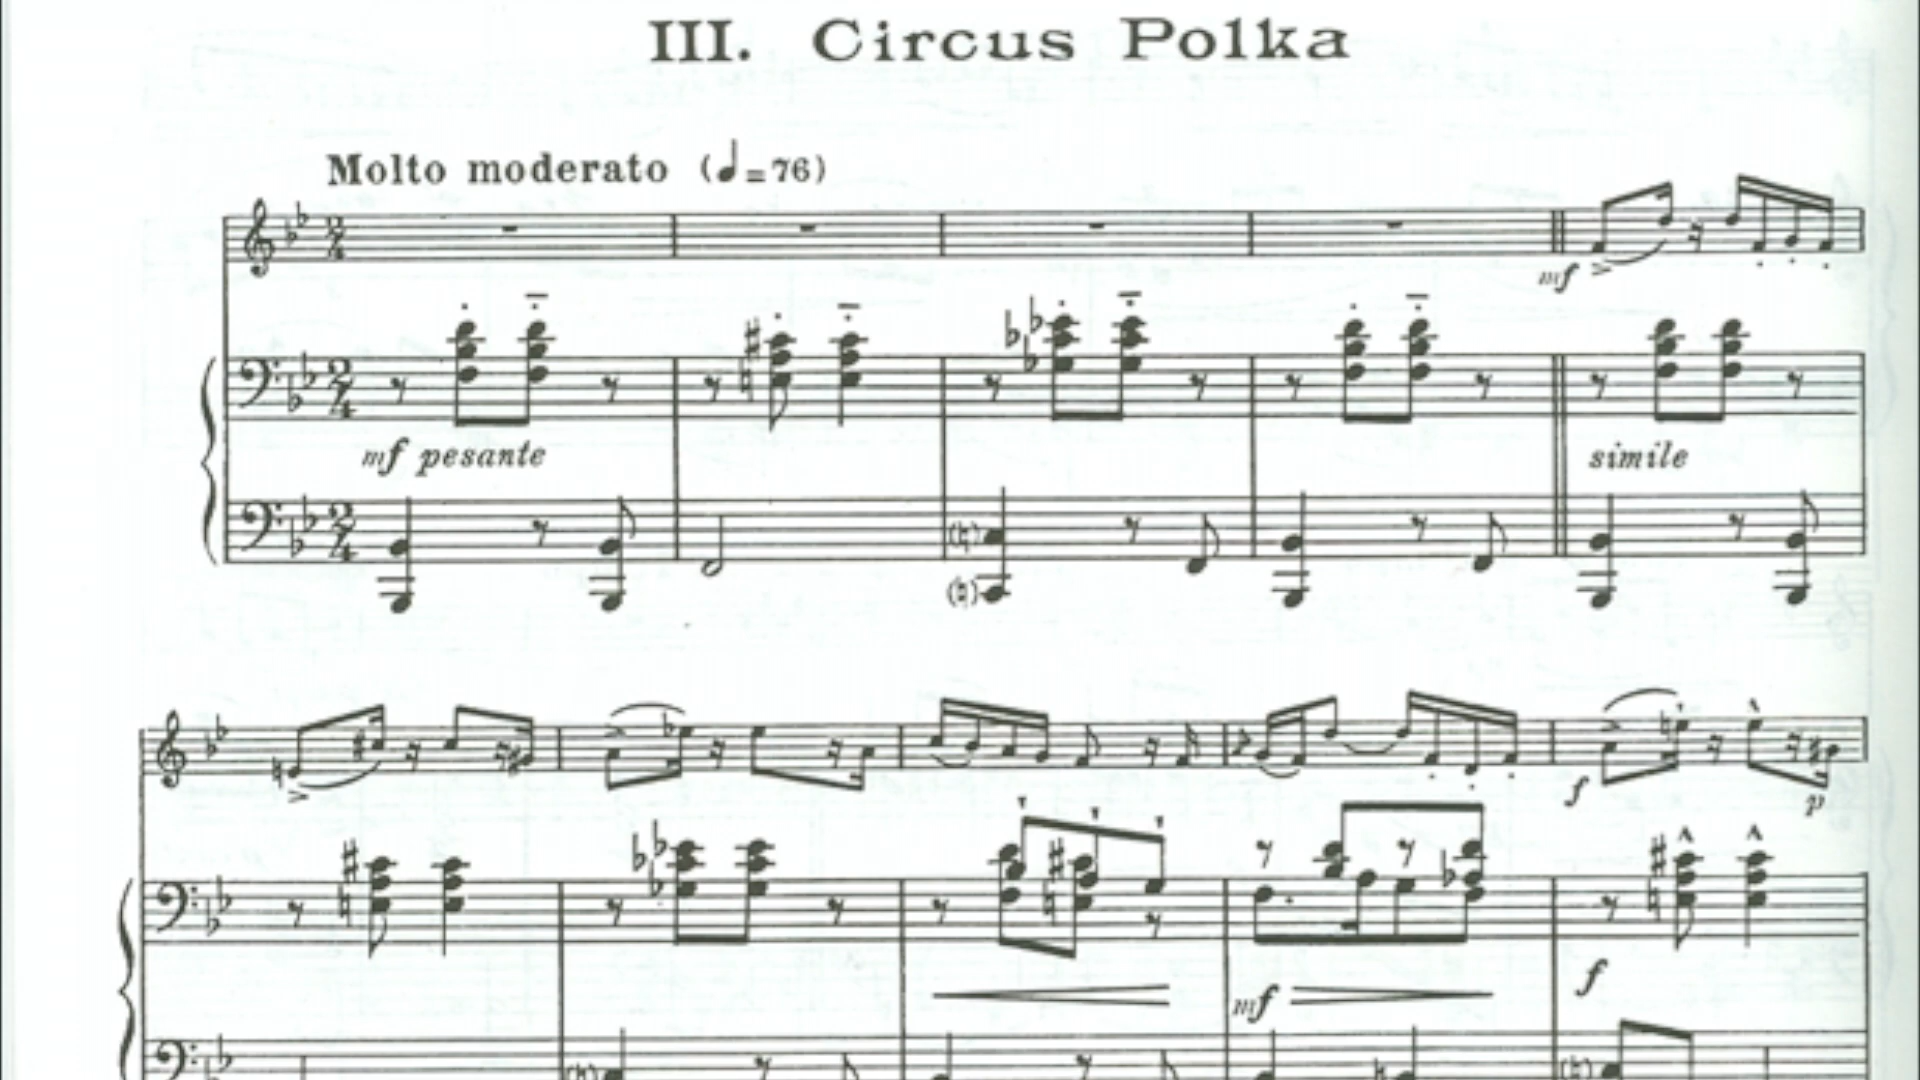 III. Circus Polka
Molto moderato (♩=76)
mf
mf pesante
simile
f
p
mf
f